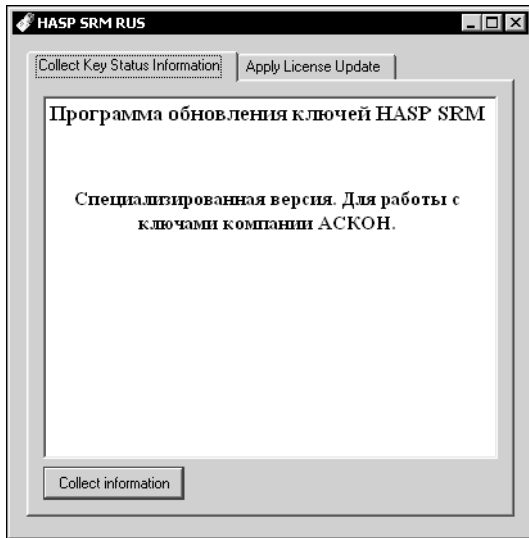 HASP SRM RUS
Collect Key Status Information
Apply License Update
Программа обновления ключей HASP SRM
Специализированная версия. Для работы с
ключами компании АСКОН.
Collect information